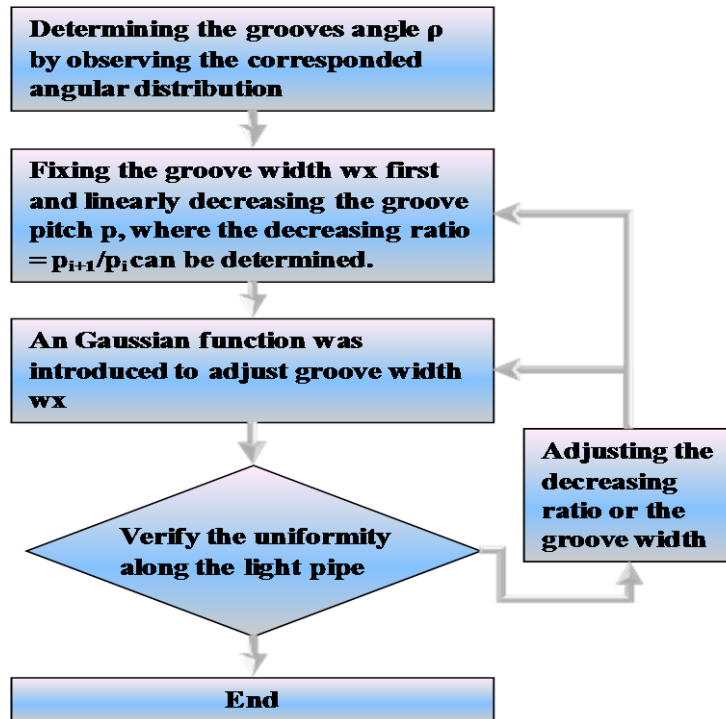 Determining the grooves angle ρ
by observing the corresponded
angular distribution
Fixing the groove width wx first
and linearly decreasing the groove
pitch p, where the decreasing ratio
= pᵢ₊₁/pᵢ can be determined.
An Gaussian function was
introduced to adjust groove width
wx
Adjusting the
decreasing
ratio or the
groove width
Verify the uniformity
along the light pipe
End